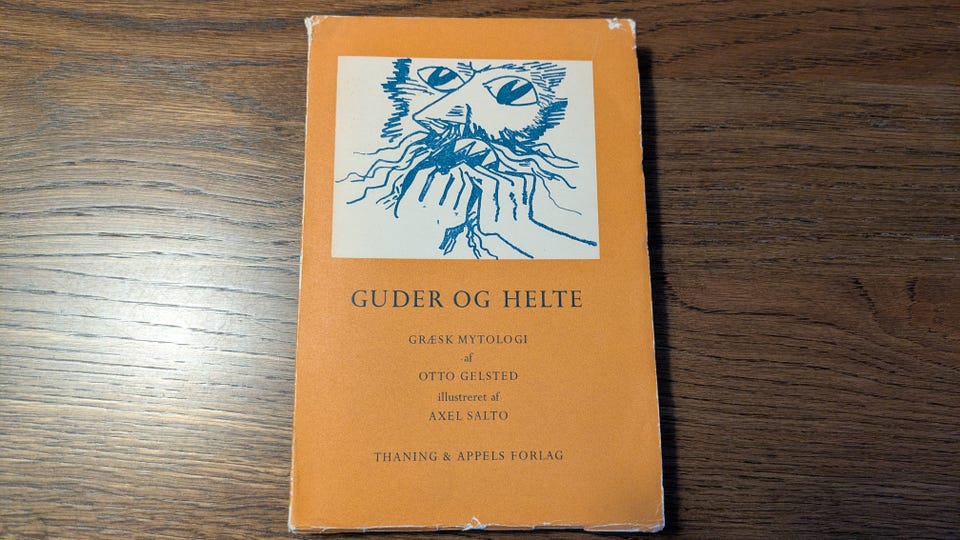 GUDER OG HELTE
GRÆSK MYTOLOGI
af
OTTO GELSTED
illustreret af
AXEL SALTO
THANING & APPELS FORLAG